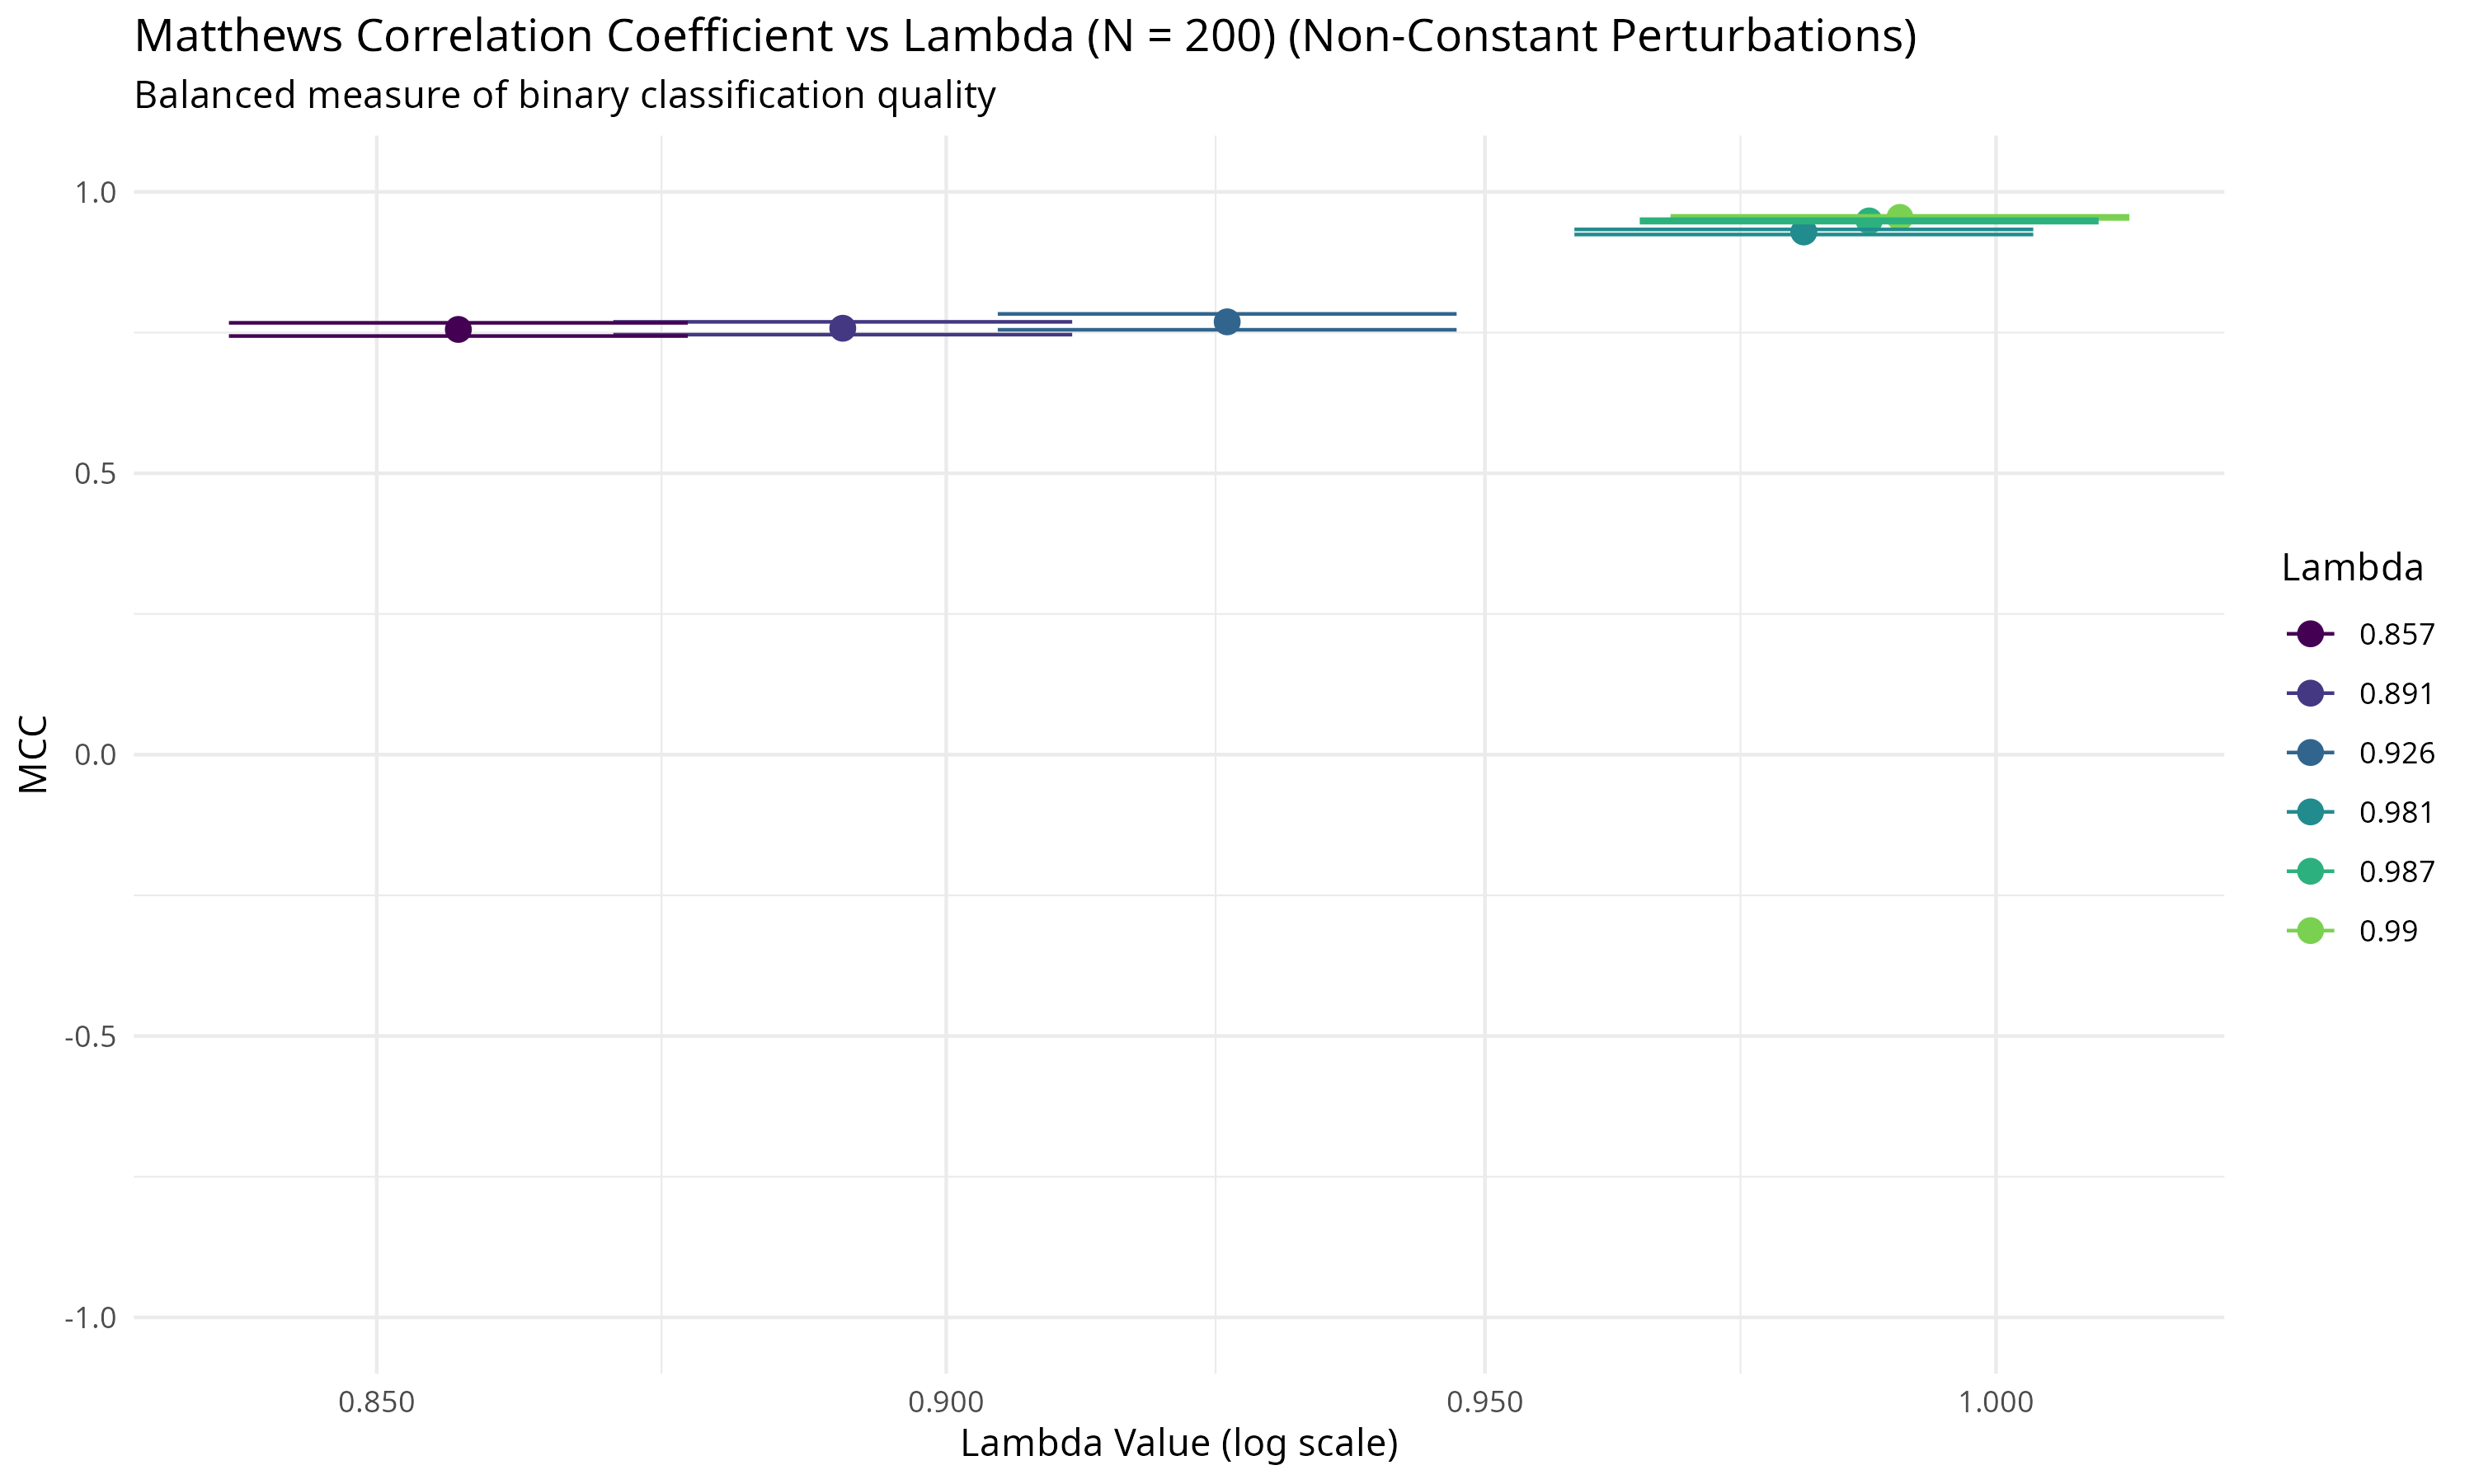 Matthews Correlation Coefficient vs Lambda (N = 200) (Non-Constant Perturbations)
Balanced measure of binary classification quality
1.0
0.5
0.0
-0.5
-1.0
MCC
0.850 0.900 0.950 1.000
Lambda Value (log scale)
Lambda
0.857
0.891
0.926
0.981
0.987
0.99